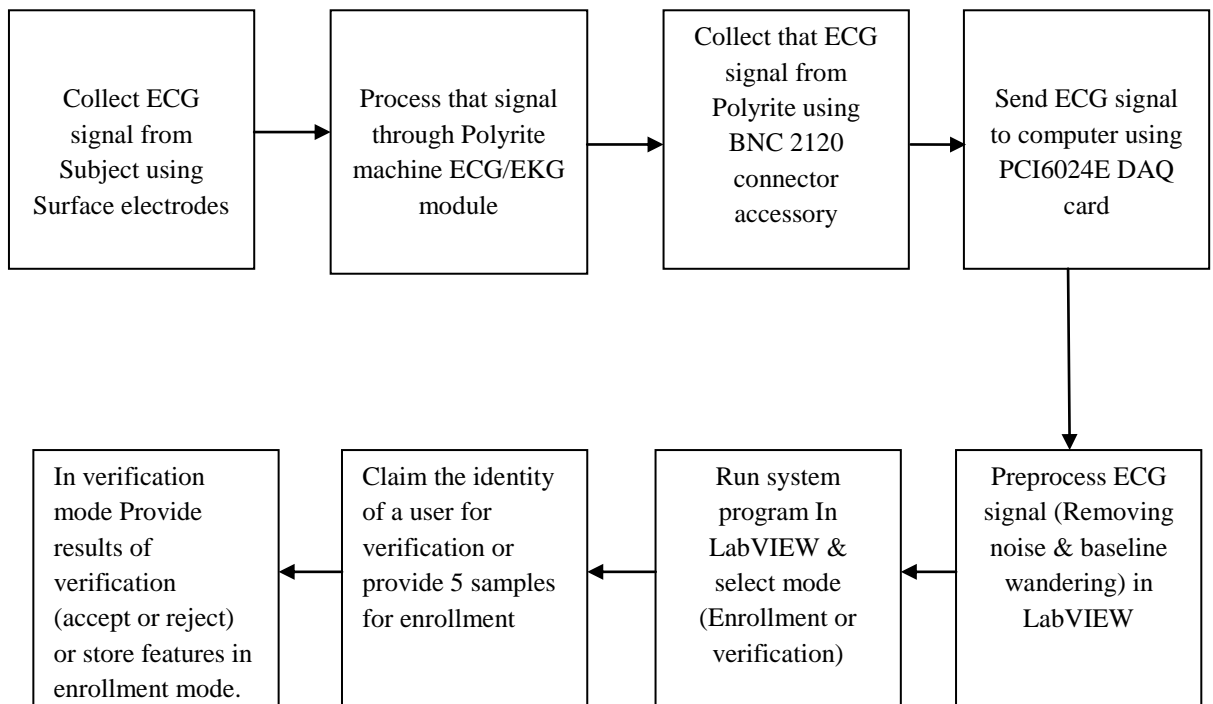 Collect ECG
signal from
Subject using
Surface electrodes
Process that signal
through Polyrite
machine ECG/EKG
module
Collect that ECG
signal from
Polyrite using
BNC 2120
connector
accessory
Send ECG signal
to computer using
PCI6024E DAQ
card
Preprocess ECG
signal (Removing
noise & baseline
wandering) in
LabVIEW
Run system
program In
LabVIEW &
select mode
(Enrollment or
verification)
Claim the identity
of a user for
verification or
provide 5 samples
for enrollment
In verification
mode Provide
results of
verification
(accept or reject)
or store features in
enrollment mode.